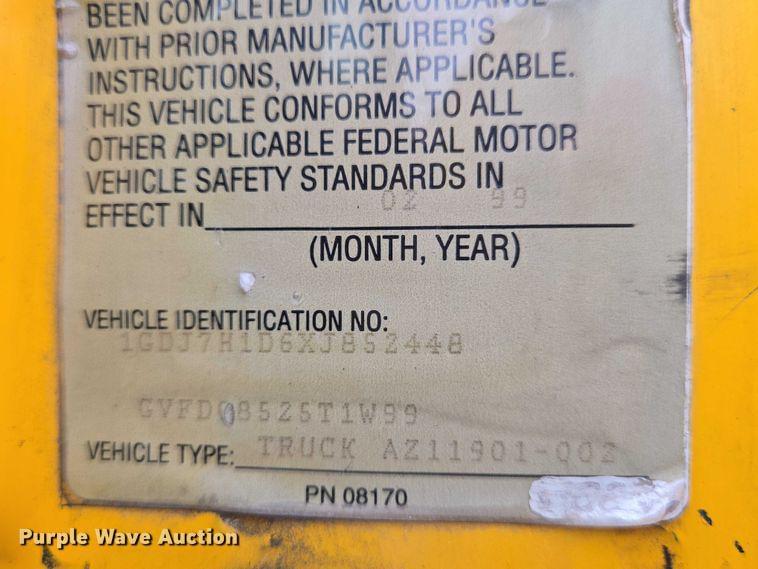 BEEN COMPLETED IN ACCORDANCE
WITH PRIOR MANUFACTURER'S
INSTRUCTIONS, WHERE APPLICABLE.
THIS VEHICLE CONFORMS TO ALL
OTHER APPLICABLE FEDERAL MOTOR
VEHICLE SAFETY STANDARDS IN
EFFECT IN 02 99
(MONTH, YEAR)
VEHICLE IDENTIFICATION NO:
1GDJ7H1D6XJ852448
GVFD08525T1W99
VEHICLE TYPE: TRUCK AZ11901-002
PN 08170
Purple Wave Auction